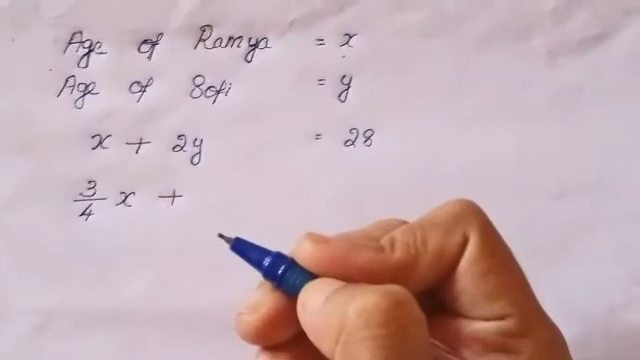 Age of Ramya = x
Age of Sofi = y
x + 2y = 28
3/4 x +